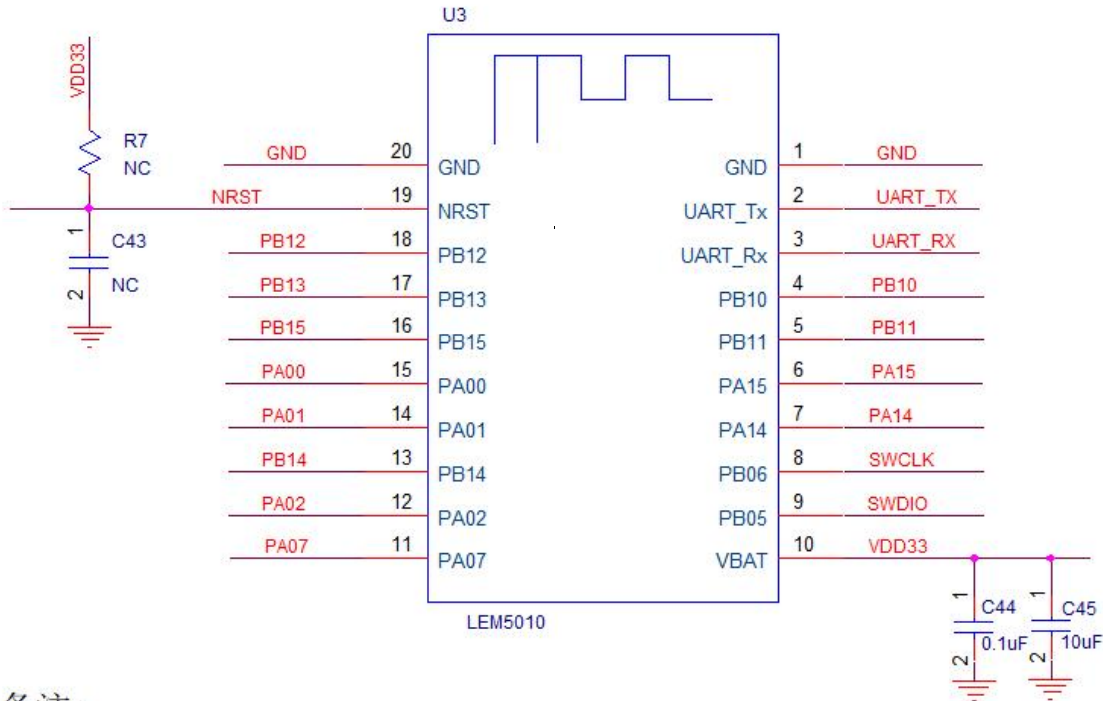 U3
VDD33
R7
NC
NRST
1
C43
NC
2
GND 20 GND
19 NRST
PB12 18 PB12
PB13 17 PB13
PB15 16 PB15
PA00 15 PA00
PA01 14 PA01
PB14 13 PB14
PA02 12 PA02
PA07 11 PA07
GND 1 GND
UART_Tx 2 UART_TX
UART_Rx 3 UART_RX
PB10 4 PB10
PB11 5 PB11
PA15 6 PA15
PA14 7 PA14
PB06 8 SWCLK
PB05 9 SWDIO
VBAT 10 VDD33
LEM5010
1
C44
0.1uF
2
1
C45
10uF
2